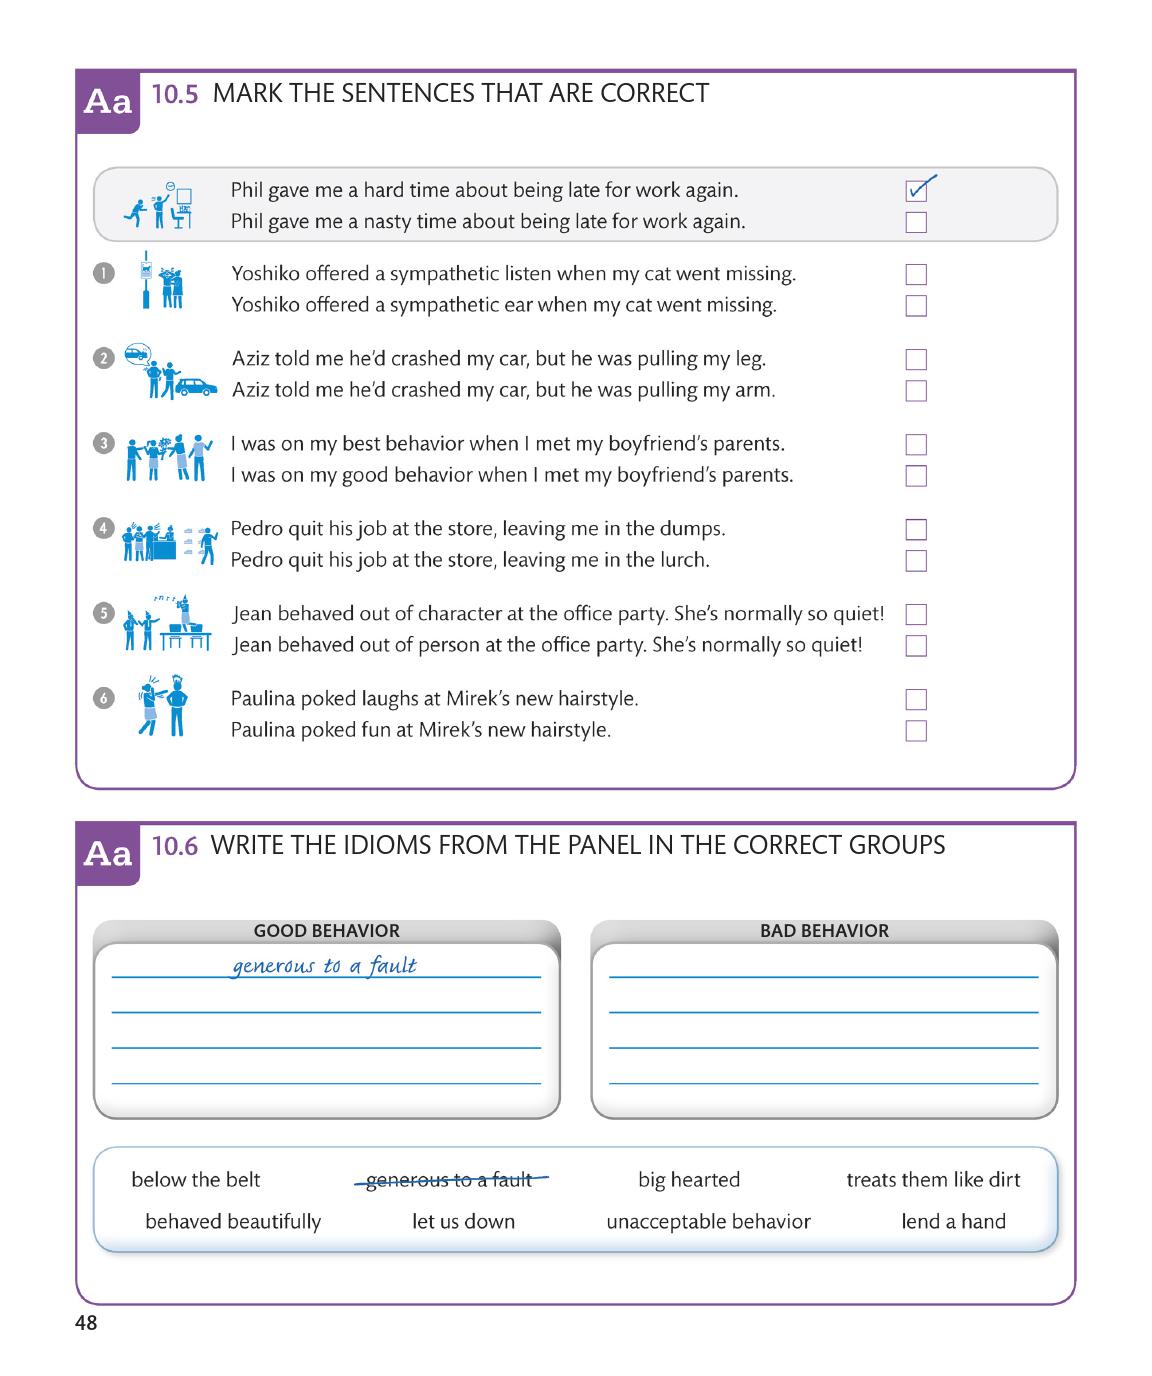 Aa 10.5 MARK THE SENTENCES THAT ARE CORRECT
Phil gave me a hard time about being late for work again.
Phil gave me a nasty time about being late for work again.
1 Yoshiko offered a sympathetic listen when my cat went missing.
Yoshiko offered a sympathetic ear when my cat went missing.
2 Aziz told me he’d crashed my car, but he was pulling my leg.
Aziz told me he’d crashed my car, but he was pulling my arm.
3 I was on my best behavior when I met my boyfriend’s parents.
I was on my good behavior when I met my boyfriend’s parents.
4 Pedro quit his job at the store, leaving me in the dumps.
Pedro quit his job at the store, leaving me in the lurch.
5 Jean behaved out of character at the office party. She’s normally so quiet!
Jean behaved out of person at the office party. She’s normally so quiet!
6 Paulina poked laughs at Mirek’s new hairstyle.
Paulina poked fun at Mirek’s new hairstyle.
Aa 10.6 WRITE THE IDIOMS FROM THE PANEL IN THE CORRECT GROUPS
GOOD BEHAVIOR
generous to a fault
BAD BEHAVIOR
below the belt generous to a fault big hearted treats them like dirt
behaved beautifully let us down unacceptable behavior lend a hand
48